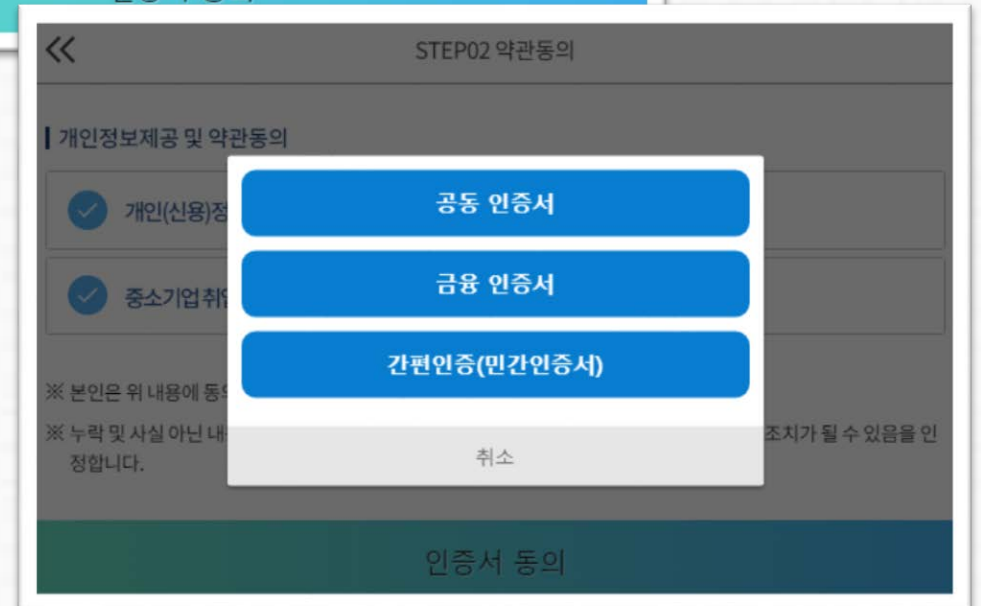 STEP02 약관동의
개인정보제공 및 약관동의
개인(신용)정
공동 인증서
중소기업 취업
금융 인증서
간편인증(민간인증서)
※ 본인은 위 내용에 동의
※ 누락 및 사실 아닌 내 조치가 될 수 있음을 인
정합니다.
취소
인증서 동의